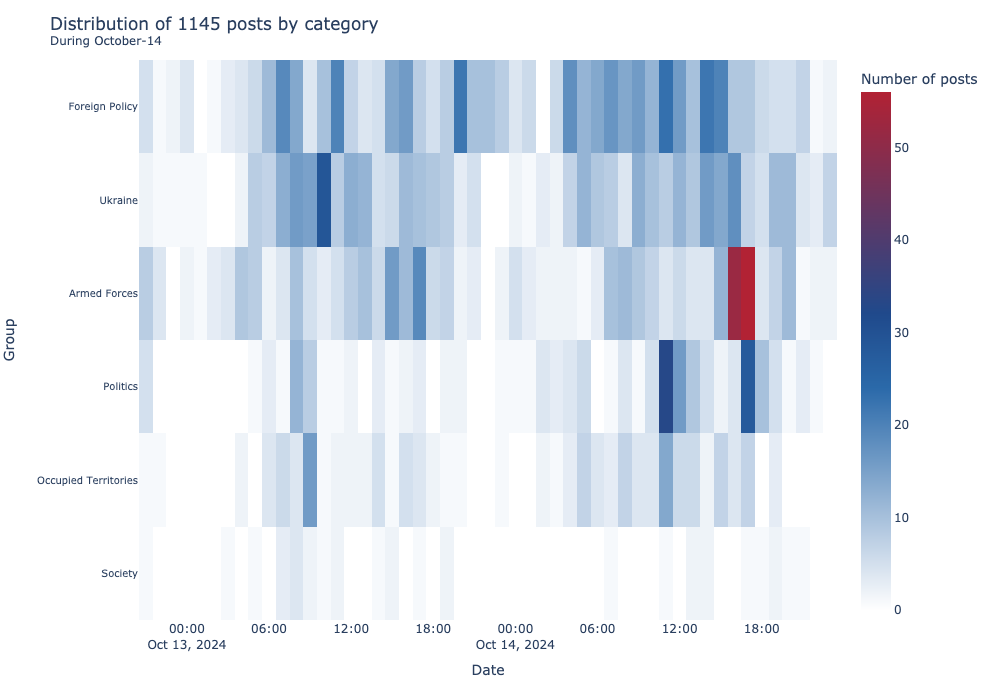 Distribution of 1145 posts by category
During October-14
Number of posts
Foreign Policy
Ukraine
Armed Forces
Politics
Occupied Territories
Society
Group
50
40
30
20
10
0
00:00 06:00 12:00 18:00 00:00 06:00 12:00 18:00
Oct 13, 2024 Oct 14, 2024
Date